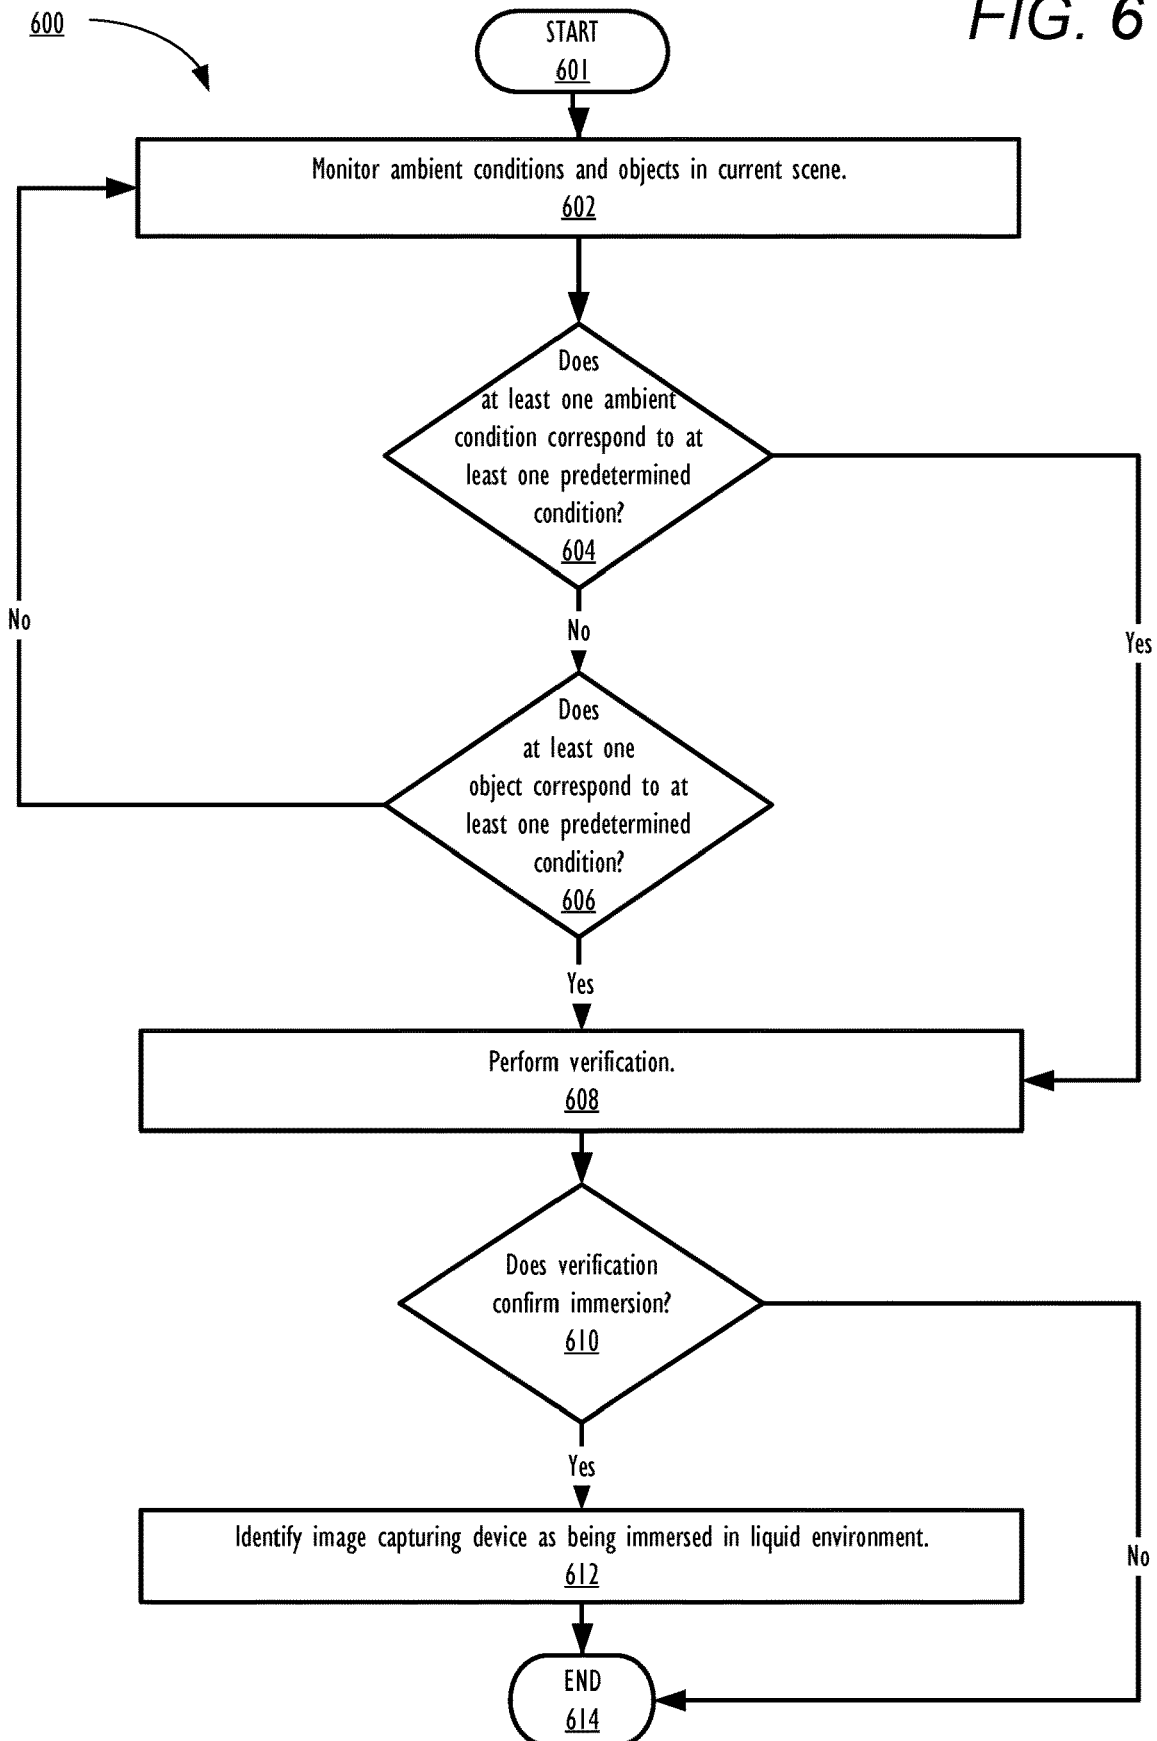 600
FIG. 6
START
601
Monitor ambient conditions and objects in current scene.
602
Does
at least one ambient
condition correspond to at
least one predetermined
condition?
604
No
No
Yes
Does
at least one
object correspond to at
least one predetermined
condition?
606
Yes
Perform verification.
608
Does verification
confirm immersion?
610
Yes
Identify image capturing device as being immersed in liquid environment.
612
No
END
614